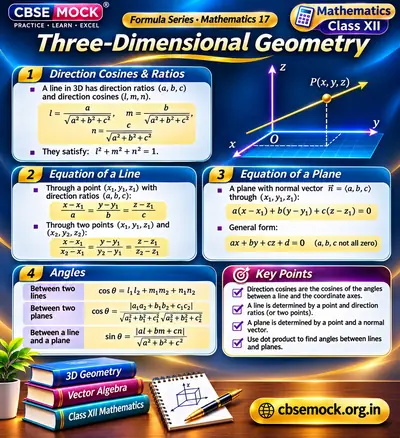 CBSE MOCK
PRACTICE • LEARN • EXCEL
Formula Series • Mathematics 17
Mathematics
Class XII
Three-Dimensional Geometry
1 Direction Cosines & Ratios
A line in 3D has direction ratios (a, b, c)
and direction cosines (l, m, n).
l = a/√(a²+b²+c²), m = b/√(a²+b²+c²),
n = c/√(a²+b²+c²)
They satisfy: l² + m² + n² = 1.
z
P(x, y, z)
O
y
x
2 Equation of a Line
Through a point (x₁, y₁, z₁) with
direction ratios (a, b, c):
(x − x₁)/a = (y − y₁)/b = (z − z₁)/c
Through two points (x₁, y₁, z₁) and
(x₂, y₂, z₂):
(x − x₁)/(x₂ − x₁) = (y − y₁)/(y₂ − y₁) = (z − z₁)/(z₂ − z₁)
3 Equation of a Plane
A plane with normal vector n⃗ = (a, b, c)
through (x₁, y₁, z₁):
a(x − x₁) + b(y − y₁) + c(z − z₁) = 0
General form:
ax + by + cz + d = 0 (a, b, c not all zero)
4 Angles
Between two lines cos θ = l₁l₂ + m₁m₂ + n₁n₂
Between two planes cos θ = |a₁a₂ + b₁b₂ + c₁c₂|/(√(a₁²+b₁²+c₁²) √(a₂²+b₂²+c₂²))
Between a line and a plane sin θ = |al + bm + cn|/√(a² + b² + c²)
Key Points
Direction cosines are the cosines of the angles
between a line and the coordinate axes.
A line is determined by a point and direction
ratios (or two points).
A plane is determined by a point and a normal
vector.
Use dot product to find angles between lines
and planes.
3D Geometry
Vector Algebra
Class XII Mathematics
cbsemock.org.in